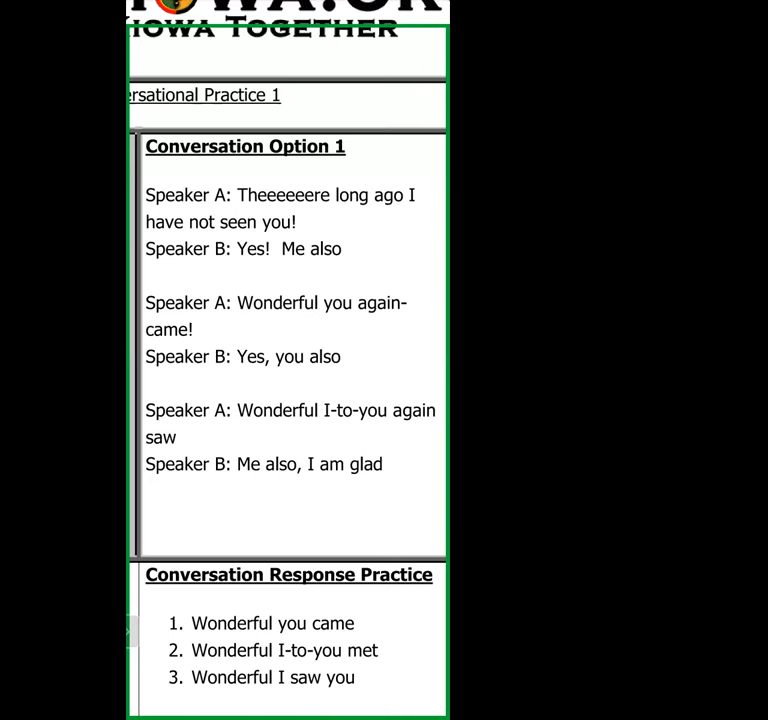 KIOWA TOGETHER
ersational Practice 1
Conversation Option 1
Speaker A: Theeeeeere long ago I
have not seen you!
Speaker B: Yes!  Me also
Speaker A: Wonderful you again-
came!
Speaker B: Yes, you also
Speaker A: Wonderful I-to-you again
saw
Speaker B: Me also, I am glad
Conversation Response Practice
1. Wonderful you came
2. Wonderful I-to-you met
3. Wonderful I saw you